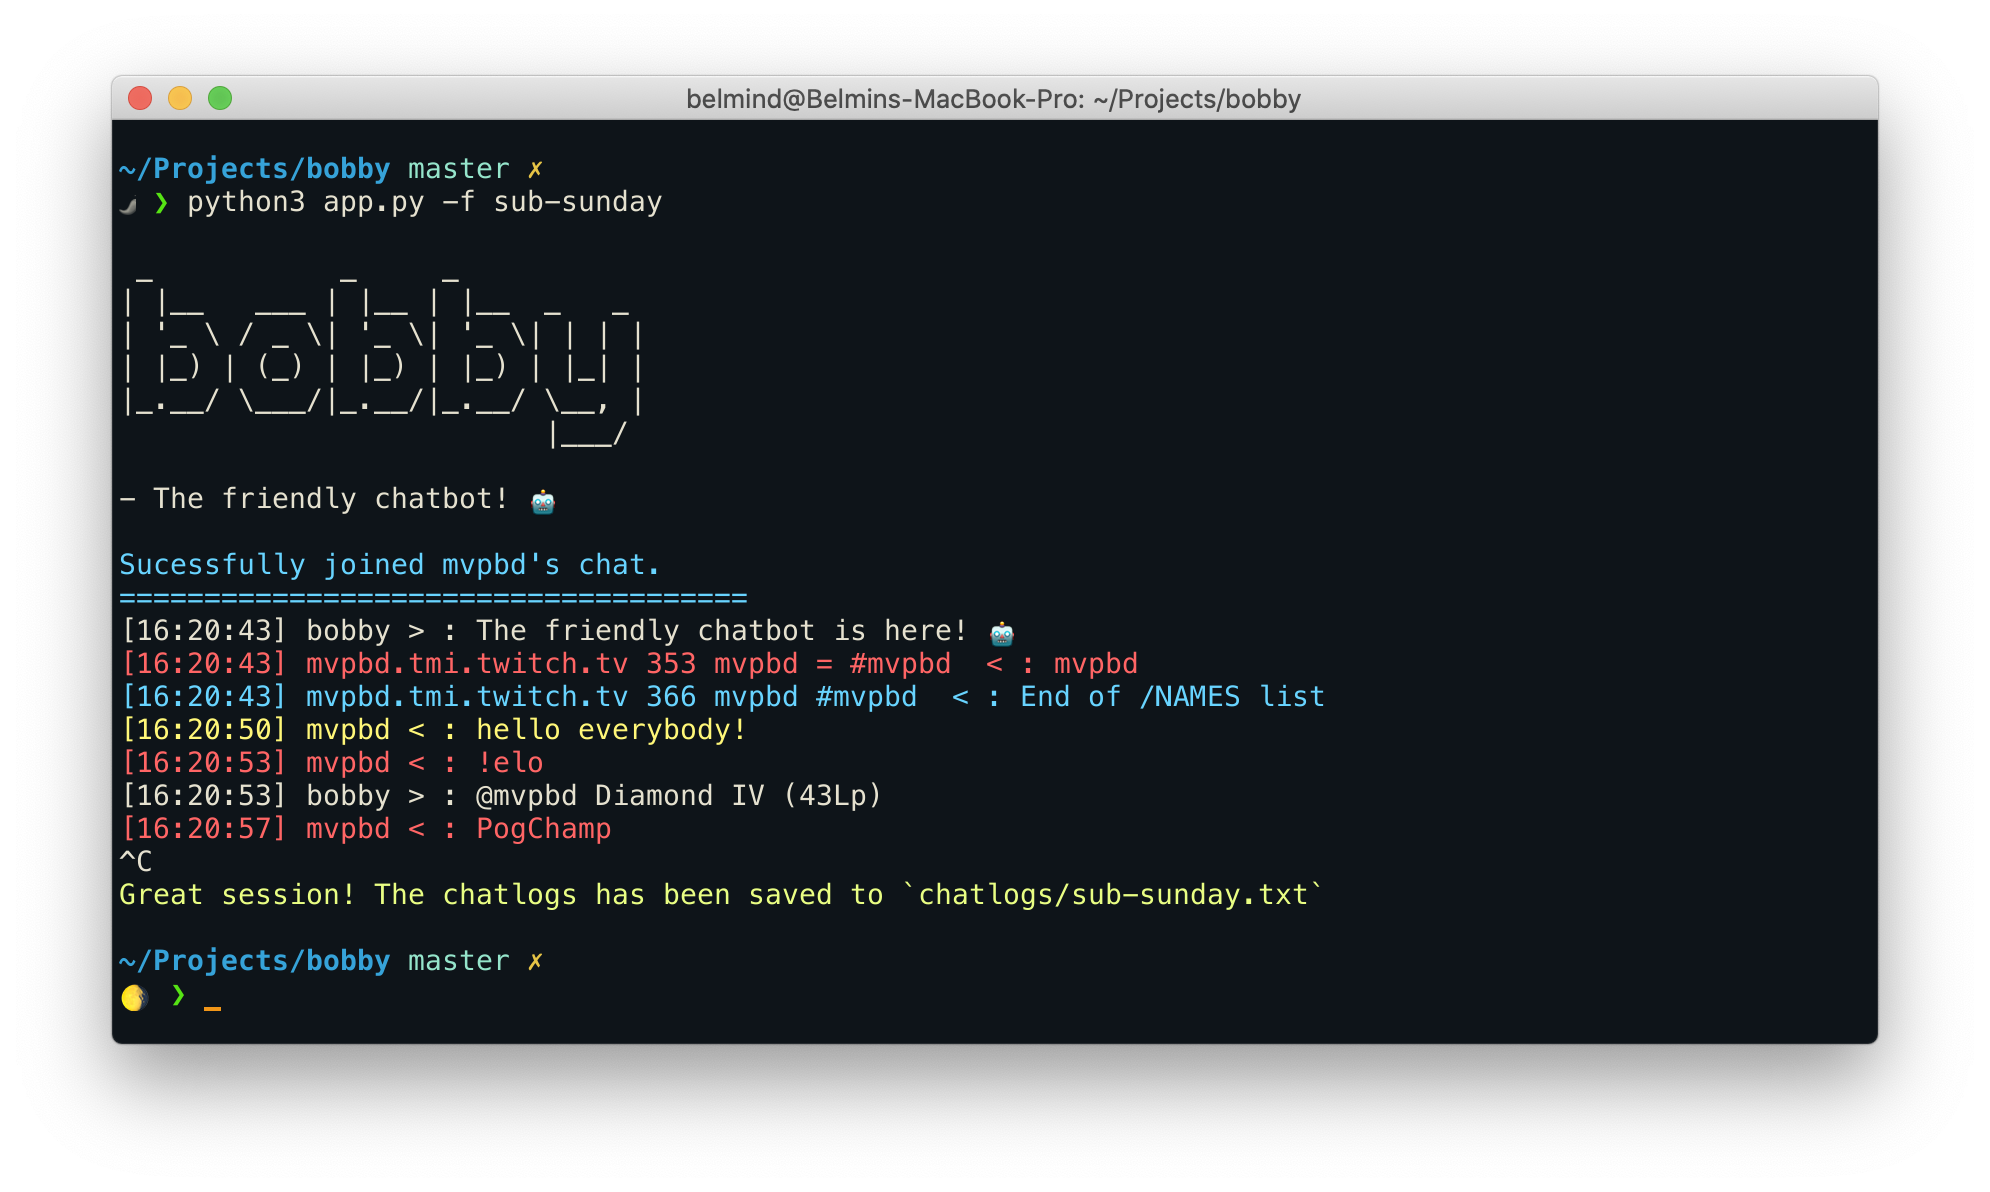 belmind@Belmins-MacBook-Pro: ~/Projects/bobby
~/Projects/bobby master ✗
❯ python3 app.py -f sub-sunday
 _           _     _
| |__   ___ | |__ | |__  _   _
| '_ \ / _ \| '_ \| '_ \| | | |
| |_) | (_) | |_) | |_) | |_| |
|_.__/ \___/|_.__/|_.__/ \__, |
                         |___/
- The friendly chatbot! 🤖
Sucessfully joined mvpbd's chat.
=====================================
[16:20:43] bobby > : The friendly chatbot is here! 🤖
[16:20:43] mvpbd.tmi.twitch.tv 353 mvpbd = #mvpbd  < : mvpbd
[16:20:43] mvpbd.tmi.twitch.tv 366 mvpbd #mvpbd  < : End of /NAMES list
[16:20:50] mvpbd < : hello everybody!
[16:20:53] mvpbd < : !elo
[16:20:53] bobby > : @mvpbd Diamond IV (43Lp)
[16:20:57] mvpbd < : PogChamp
^C
Great session! The chatlogs has been saved to `chatlogs/sub-sunday.txt`
~/Projects/bobby master ✗
❯ _